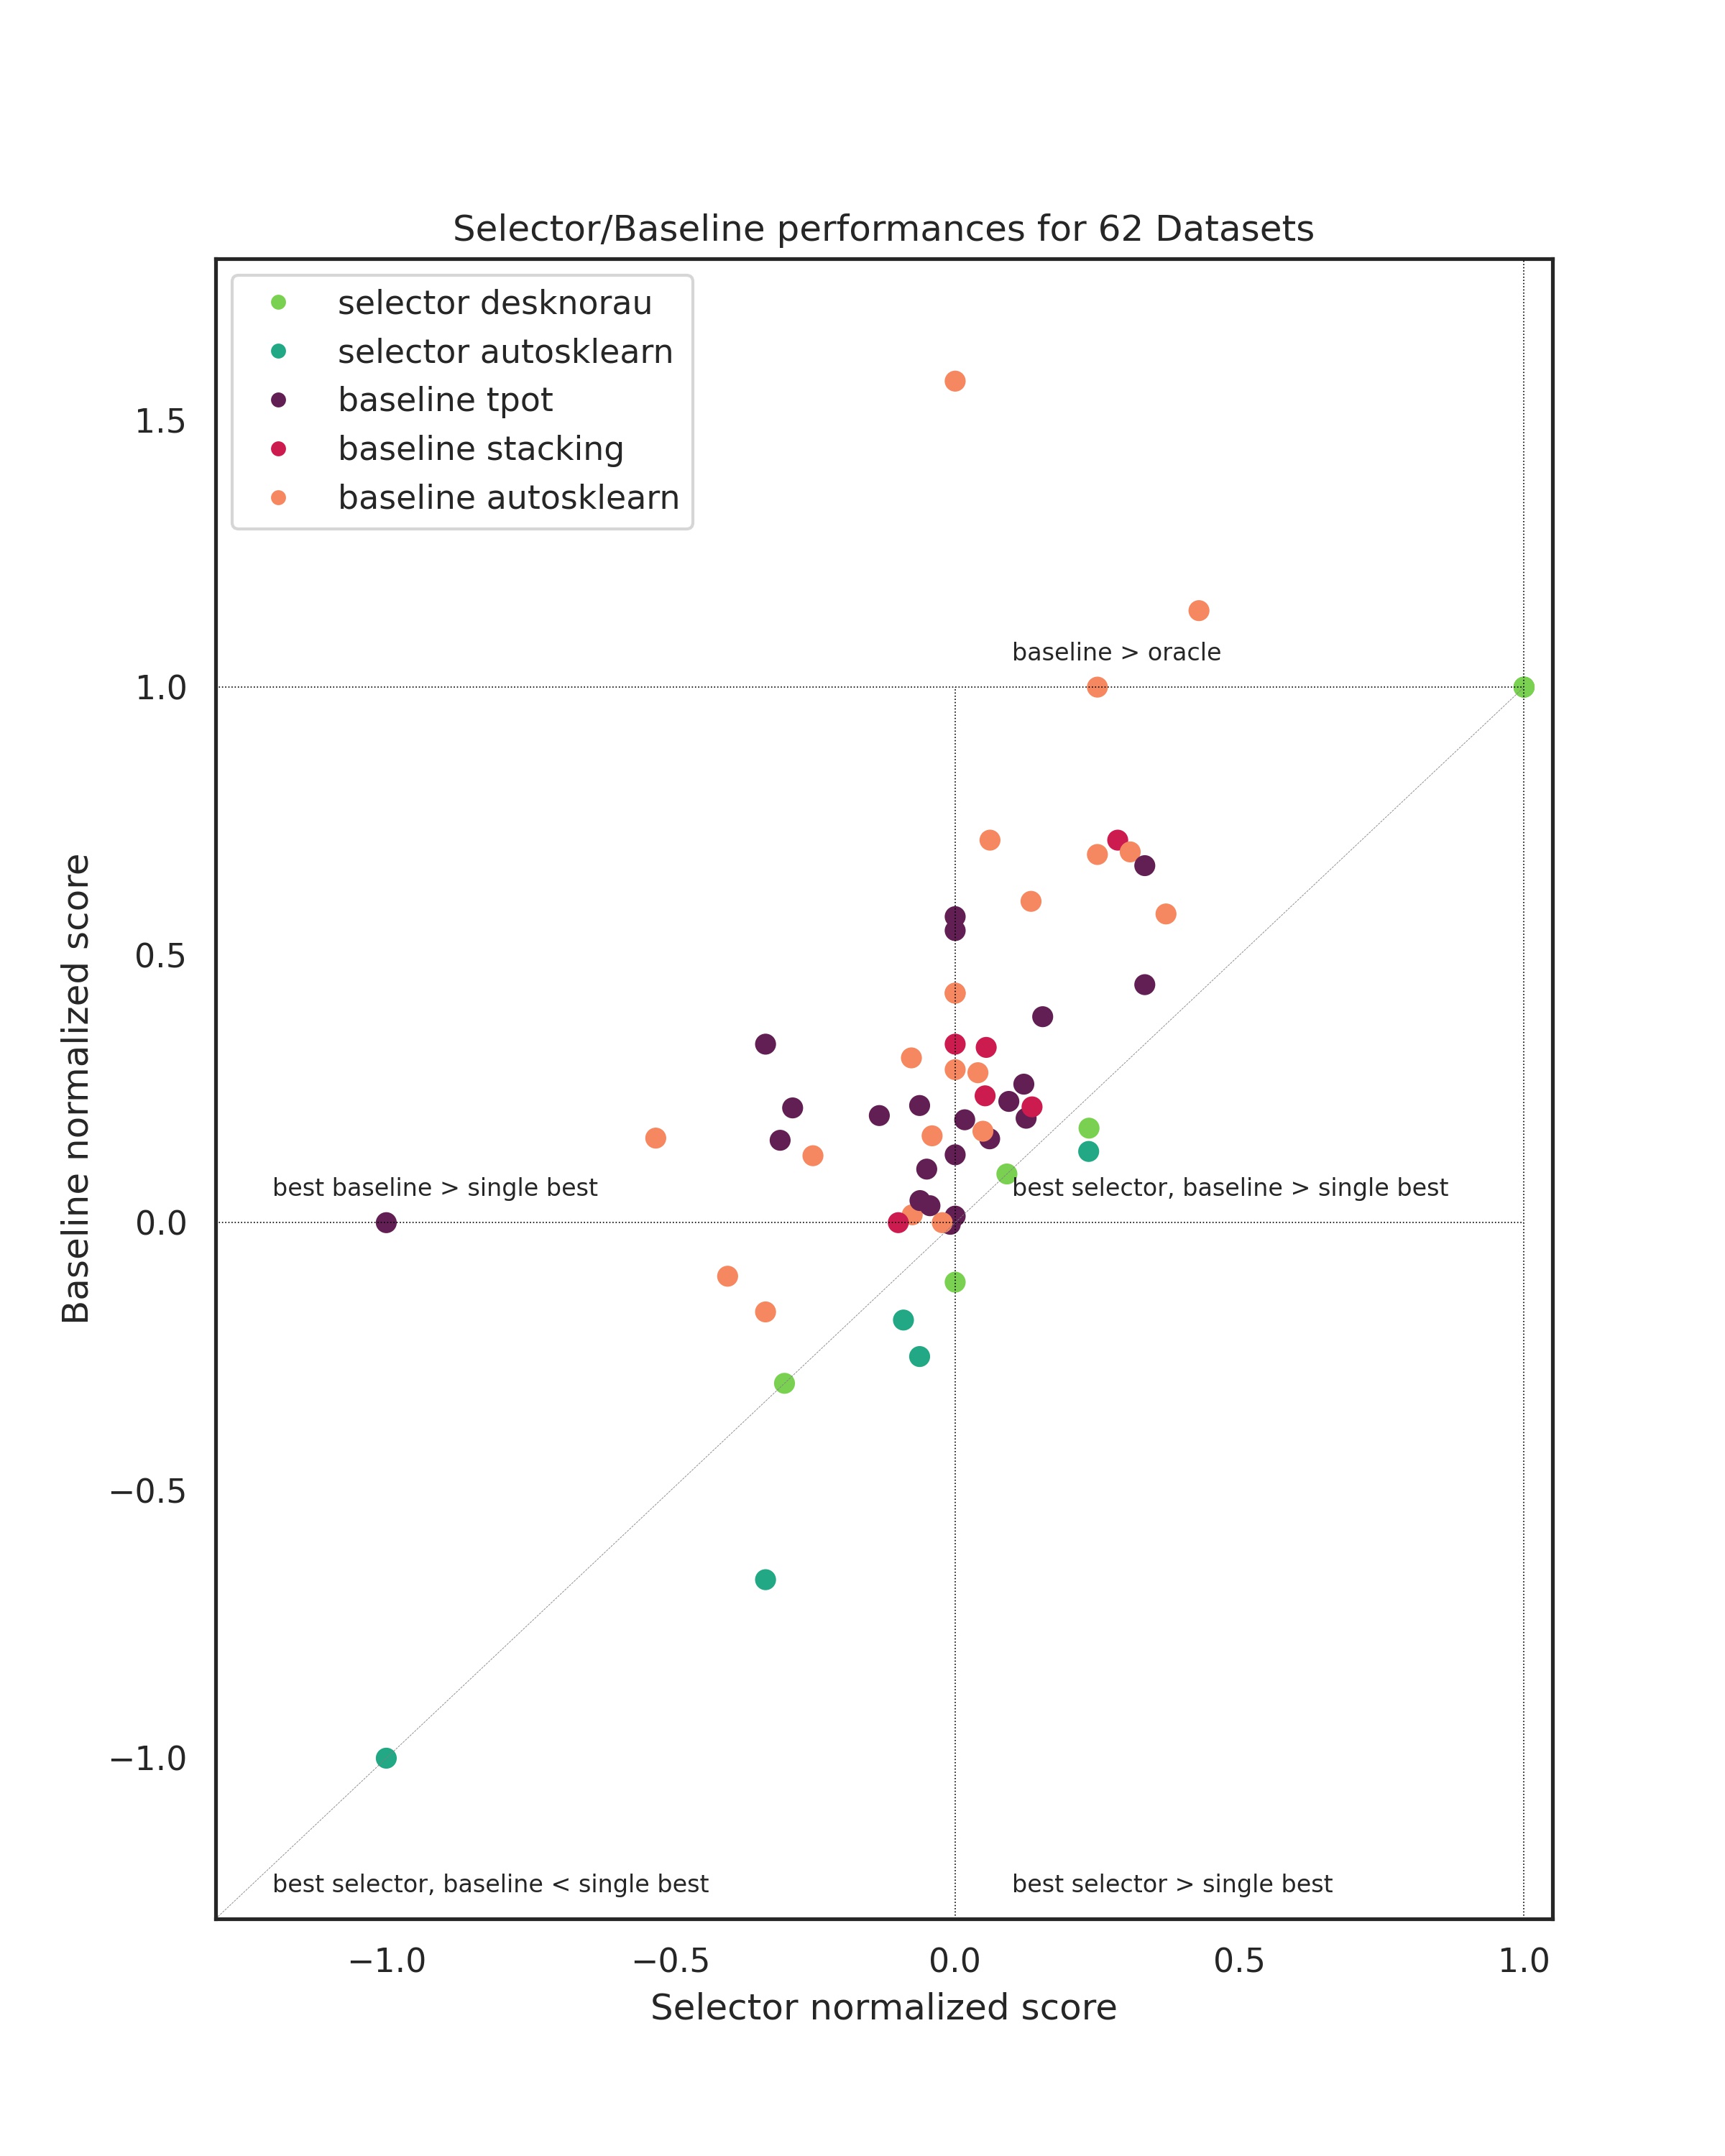 Selector/Baseline performances for 62 Datasets
selector desknorau
selector autosklearn
baseline tpot
baseline stacking
baseline autosklearn
1.5
baseline > oracle
1.0
0.5
best baseline > single best
best selector, baseline > single best
0.0
−0.5
−1.0
best selector, baseline < single best
best selector > single best
Baseline normalized score
−1.0
−0.5
0.0
0.5
1.0
Selector normalized score